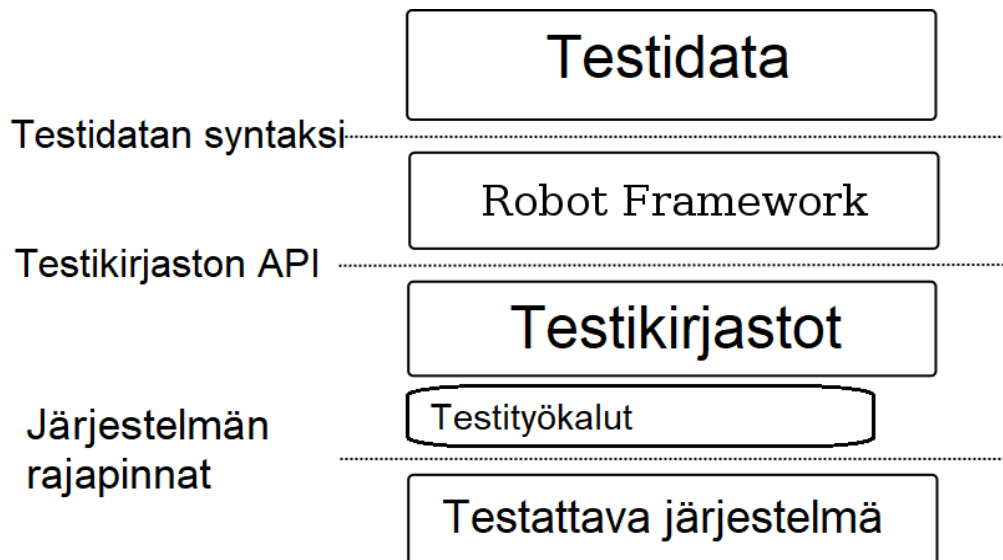 Testidata
Testidatan syntaksi
Robot Framework
Testikirjaston API
Testikirjastot
Testityökalut
Järjestelmän
rajapinnat
Testattava järjestelmä